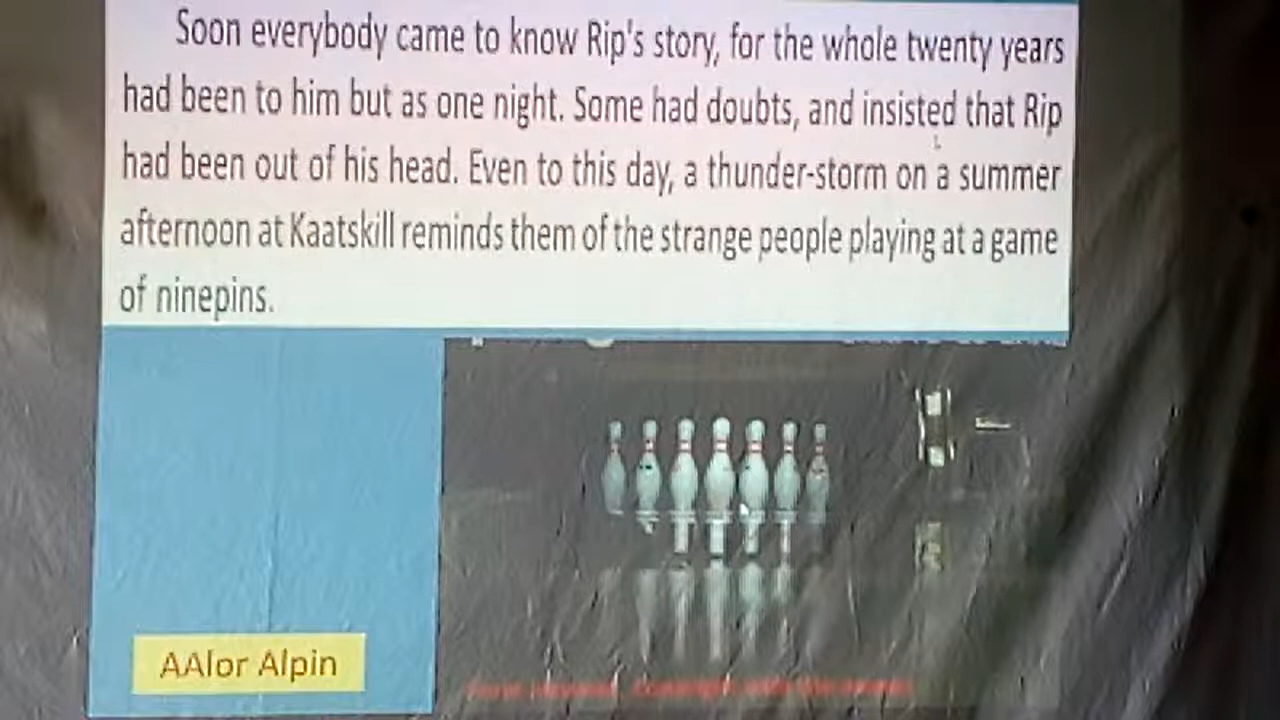 Soon everybody came to know Rip's story, for the whole twenty years
had been to him but as one night. Some had doubts, and insisted that Rip
had been out of his head. Even to this day, a thunder-storm on a summer
afternoon at Kaatskill reminds them of the strange people playing at a game
of ninepins.
AAlor Alpin